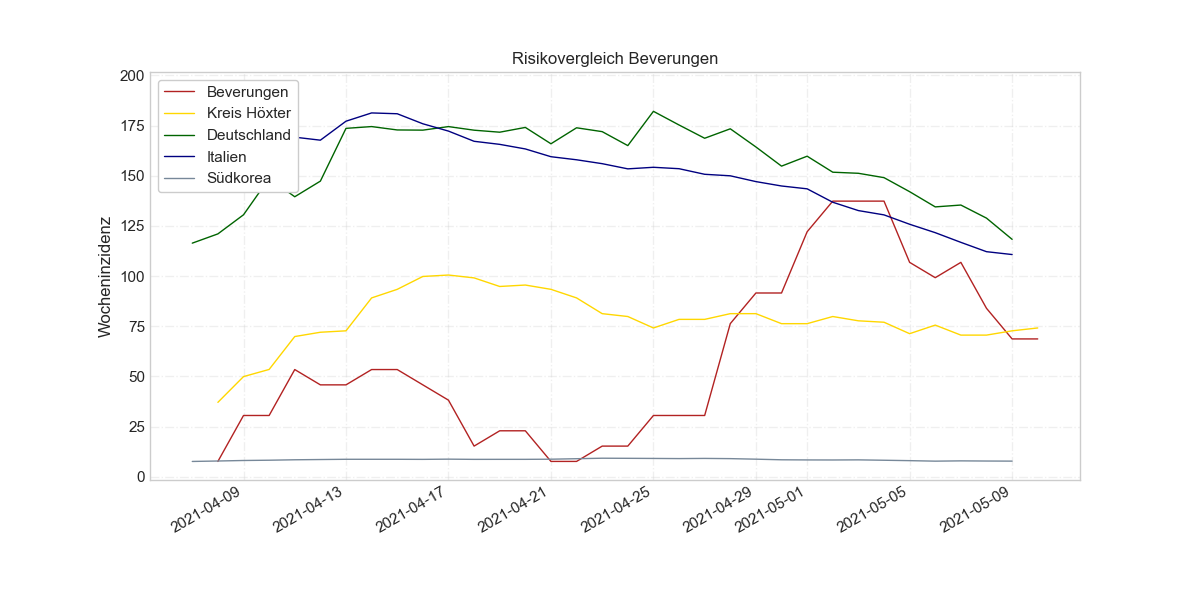 Risikovergleich Beverungen
Beverungen
Kreis Höxter
Deutschland
Italien
Südkorea
Wocheninzidenz
200
175
150
125
100
75
50
25
0
2021-04-09
2021-04-13
2021-04-17
2021-04-21
2021-04-25
2021-04-29
2021-05-01
2021-05-05
2021-05-09